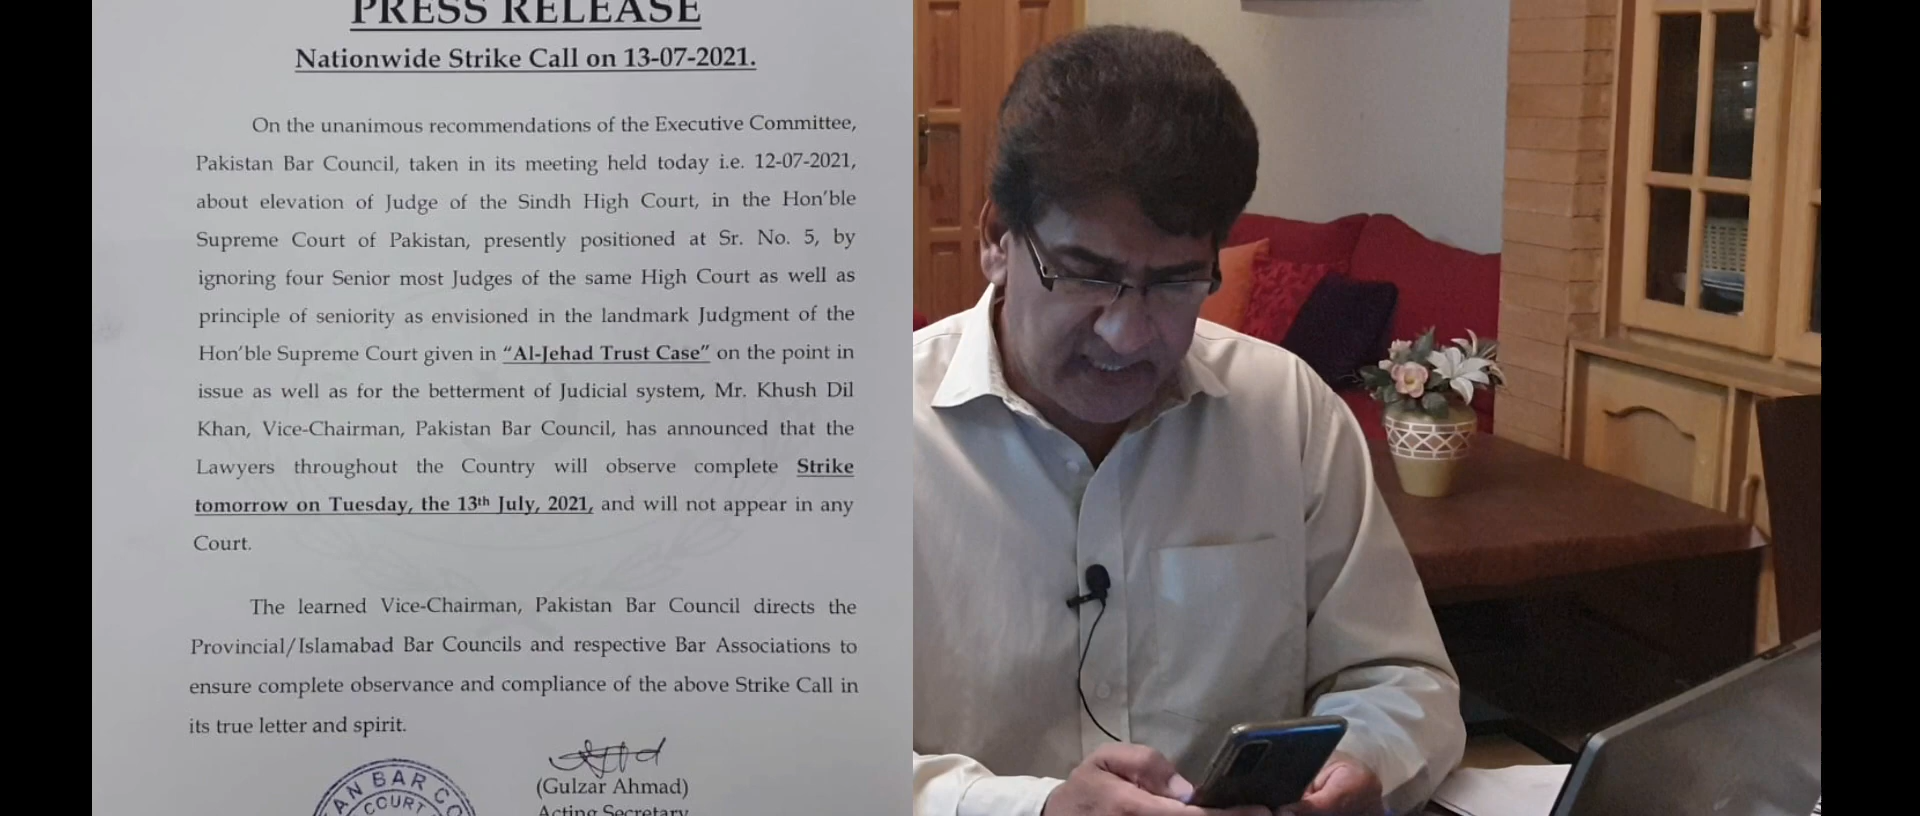 PRESS RELEASE
Nationwide Strike Call on 13-07-2021.
On the unanimous recommendations of the Executive Committee,
Pakistan Bar Council, taken in its meeting held today i.e. 12-07-2021,
about elevation of Judge of the Sindh High Court, in the Hon'ble
Supreme Court of Pakistan, presently positioned at Sr. No. 5, by
ignoring four Senior most Judges of the same High Court as well as
principle of seniority as envisioned in the landmark Judgment of the
Hon'ble Supreme Court given in “Al-Jehad Trust Case” on the point in
issue as well as for the betterment of Judicial system, Mr. Khush Dil
Khan, Vice-Chairman, Pakistan Bar Council, has announced that the
Lawyers throughout the Country will observe complete Strike
tomorrow on Tuesday, the 13th July, 2021, and will not appear in any
Court.
The learned Vice-Chairman, Pakistan Bar Council directs the
Provincial/Islamabad Bar Councils and respective Bar Associations to
ensure complete observance and compliance of the above Strike Call in
its true letter and spirit.
(Gulzar Ahmad)
Acting Secretary
BAR
COURT